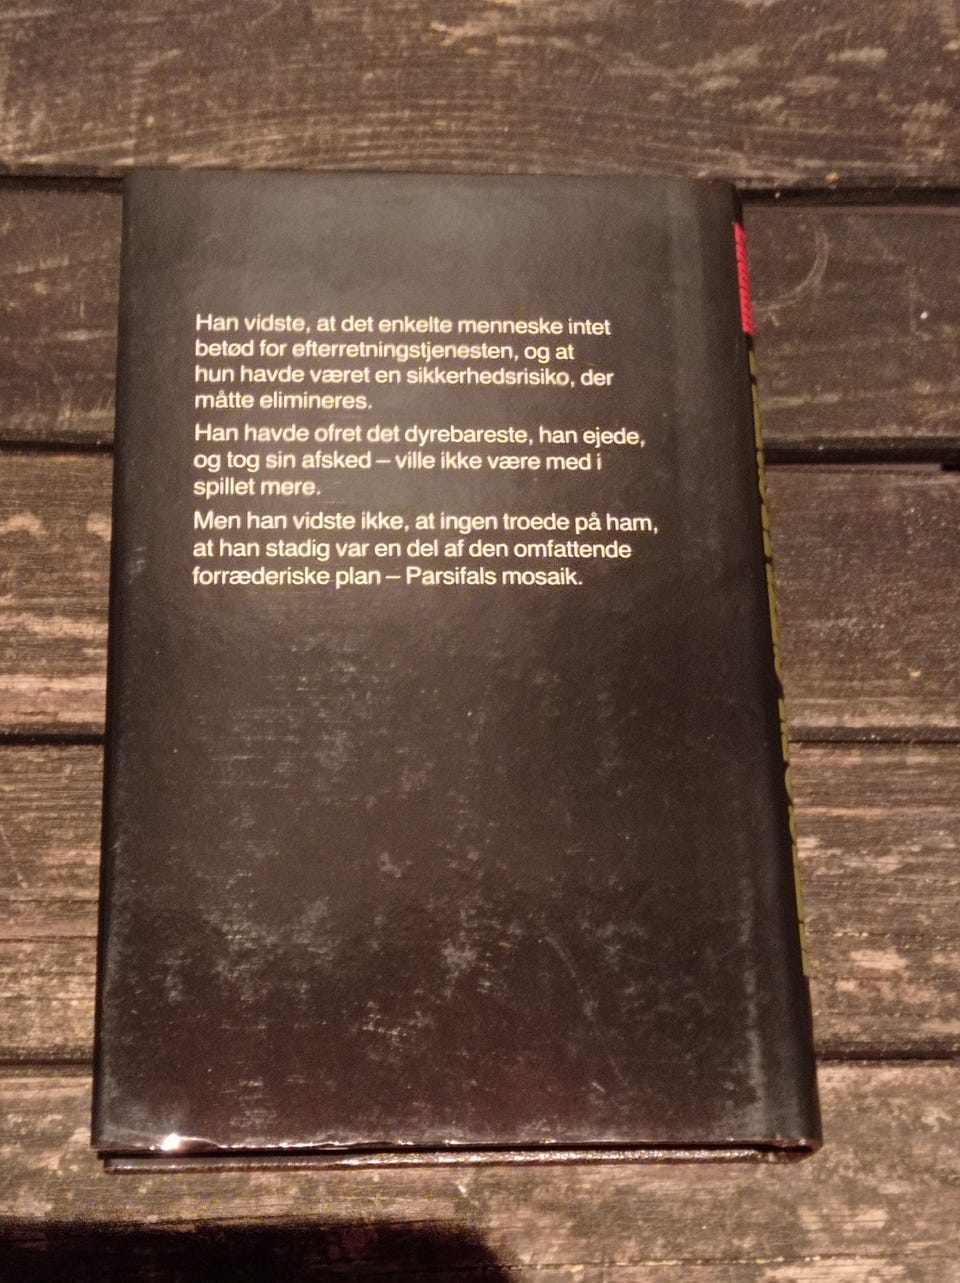 Han vidste, at det enkelte menneske intet
betød for efterretningstjenesten, og at
hun havde været en sikkerhedsrisiko, der
måtte elimineres.
Han havde ofret det dyrebareste, han ejede,
og tog sin afsked – ville ikke være med i
spillet mere.
Men han vidste ikke, at ingen troede på ham,
at han stadig var en del af den omfattende
forræderiske plan – Parsifals mosaik.